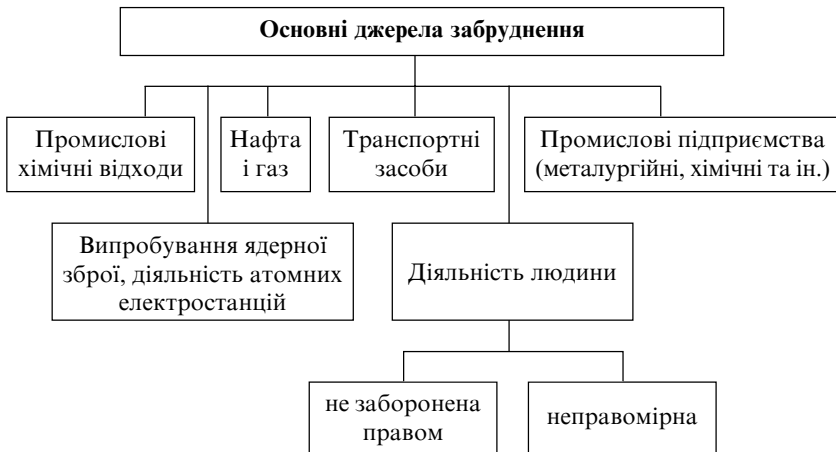 Основні джерела забруднення
Промислові
хімічні відходи
Нафта
і газ
Транспортні
засоби
Промислові підприємства
(металургійні, хімічні та ін.)
Випробування ядерної
зброї, діяльність атомних
електростанцій
Діяльність людини
не заборонена
правом
неправомірна